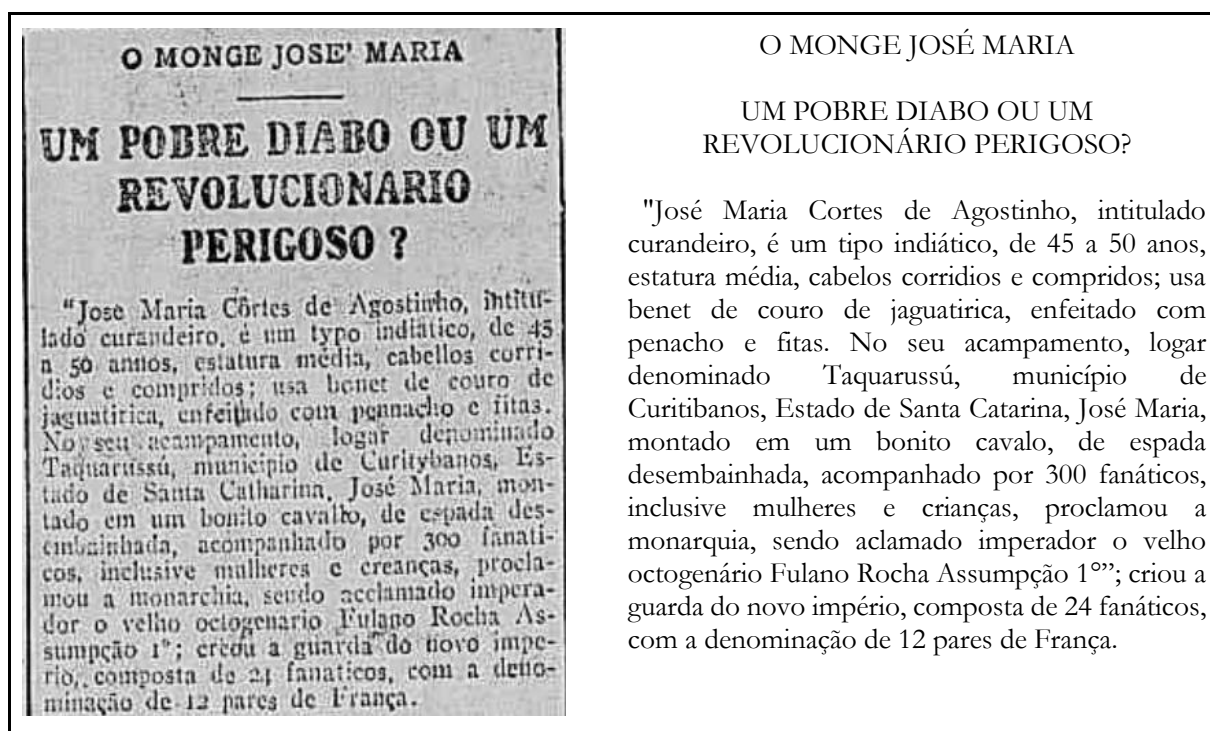 O MONGE JOSE' MARIA
UM POBRE DIABO OU UM
REVOLUCIONARIO
PERIGOSO ?
"José Maria Côrtes de Agostinho, intitu-
lado curandeiro, é um typo indiático, de 45
a 50 annos, estatura média, cabellos corri-
dios e compridos; usa benet de couro de
jaguatirica, enfeitado com pennacho e fitas.
No seu acampamento, logar denominado
Taquarussú, municipio de Curitybanos, Es-
tado de Santa Catharina, José Maria, mon-
tado em um bonito cavallo, de espada des-
embainhada, acompanhado por 300 fanati-
cos, inclusive mulheres e creanças, procla-
mou a monarchia, sendo acclamado impera-
dor o velho octogenario Fulano Rocha As-
sumpção 1º; creou a guarda do novo impe-
rio, composta de 24 fanaticos, com a deno-
minação de 12 pares de França.
O MONGE JOSÉ MARIA
UM POBRE DIABO OU UM
REVOLUCIONÁRIO PERIGOSO?
"José Maria Cortes de Agostinho, intitulado
curandeiro, é um tipo indiático, de 45 a 50 anos,
estatura média, cabelos corridios e compridos; usa
benet de couro de jaguatirica, enfeitado com
penacho e fitas. No seu acampamento, logar
denominado Taquarussú, município de
Curitibanos, Estado de Santa Catarina, José Maria,
montado em um bonito cavalo, de espada
desembainhada, acompanhado por 300 fanáticos,
inclusive mulheres e crianças, proclamou a
monarquia, sendo aclamado imperador o velho
octogenário Fulano Rocha Assumpção 1º”; criou a
guarda do novo império, composta de 24 fanáticos,
com a denominação de 12 pares de França.